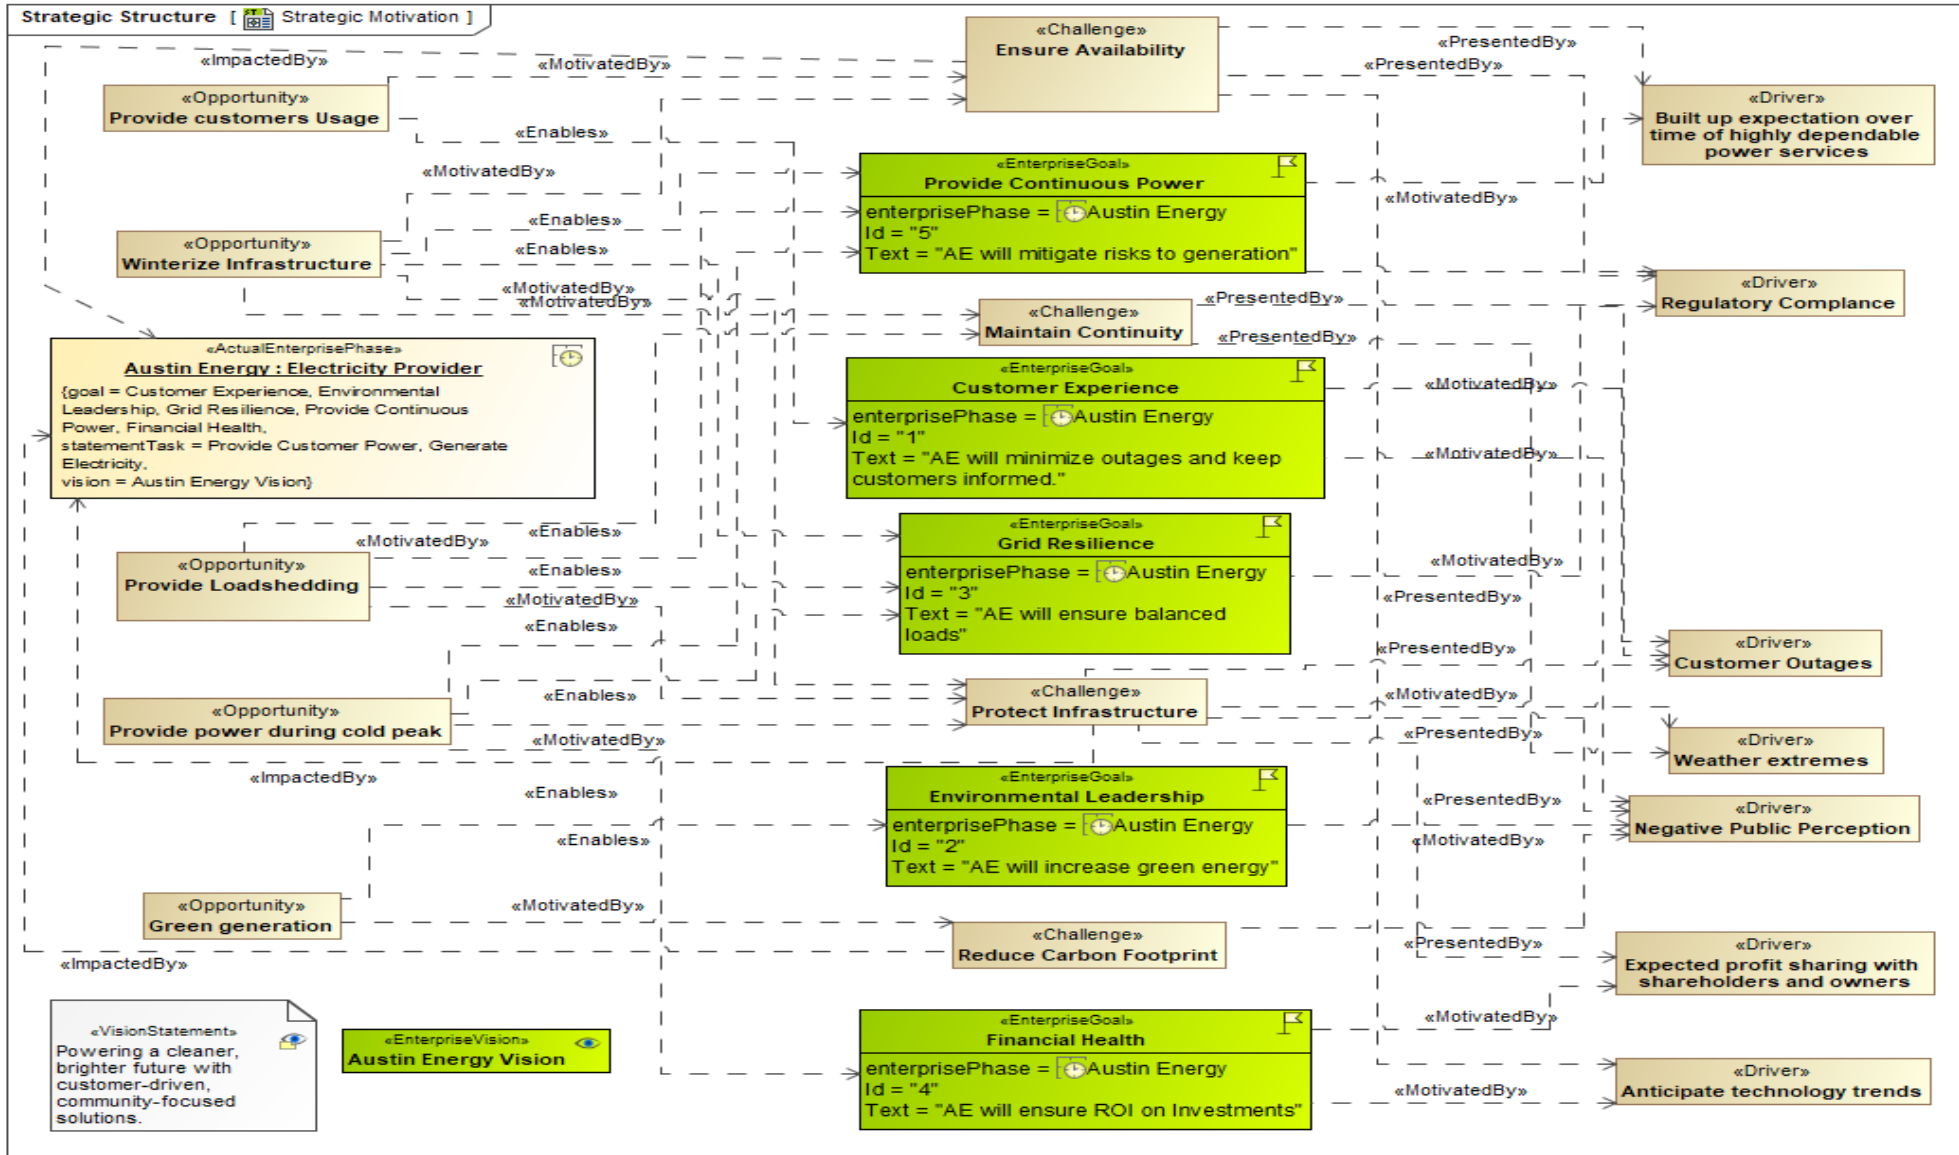 Strategic Structure [ Strategic Motivation ]
«Challenge»
Ensure Availability
«PresentedBy»
«PresentedBy»
«ImpactedBy»
«MotivatedBy»
«Opportunity»
Provide customers Usage
«Driver»
Built up expectation over
time of highly dependable
power services
«Enables»
«MotivatedBy»
«EnterpriseGoal»
Provide Continuous Power
enterprisePhase = Austin Energy
Id = "5"
Text = "AE will mitigate risks to generation"
«MotivatedBy»
«Enables»
«Enables»
«Opportunity»
Winterize Infrastructure
«MotivatedBy»
«MotivatedBy»
«Driver»
Regulatory Complance
«PresentedBy»
«Challenge»
Maintain Continuity
«PresentedBy»
«ActualEnterprisePhase»
Austin Energy : Electricity Provider
{goal = Customer Experience, Environmental
Leadership, Grid Resilience, Provide Continuous
Power, Financial Health,
statementTask = Provide Customer Power, Generate
Electricity,
vision = Austin Energy Vision}
«EnterpriseGoal»
Customer Experience
enterprisePhase = Austin Energy
Id = "1"
Text = "AE will minimize outages and keep
customers informed."
«MotivatedBy»
«MotivatedBy»
«Enables»
«MotivatedBy»
«Opportunity»
Provide Loadshedding
«Enables»
«MotivatedBy»
«Enables»
«EnterpriseGoal»
Grid Resilience
enterprisePhase = Austin Energy
Id = "3"
Text = "AE will ensure balanced
loads"
«MotivatedBy»
«PresentedBy»
«PresentedBy»
«Driver»
Customer Outages
«Challenge»
Protect Infrastructure
«MotivatedBy»
«PresentedBy»
«Enables»
«Opportunity»
Provide power during cold peak
«MotivatedBy»
«ImpactedBy»
«Driver»
Weather extremes
«EnterpriseGoal»
Environmental Leadership
enterprisePhase = Austin Energy
Id = "2"
Text = "AE will increase green energy"
«Enables»
«Enables»
«PresentedBy»
«MotivatedBy»
«Driver»
Negative Public Perception
«Opportunity»
Green generation
«MotivatedBy»
«ImpactedBy»
«Challenge»
Reduce Carbon Footprint
«PresentedBy»
«Driver»
Expected profit sharing with
shareholders and owners
«VisionStatement»
Powering a cleaner,
brighter future with
customer-driven,
community-focused
solutions.
«EnterpriseVision»
Austin Energy Vision
«EnterpriseGoal»
Financial Health
enterprisePhase = Austin Energy
Id = "4"
Text = "AE will ensure ROI on Investments"
«MotivatedBy»
«MotivatedBy»
«Driver»
Anticipate technology trends